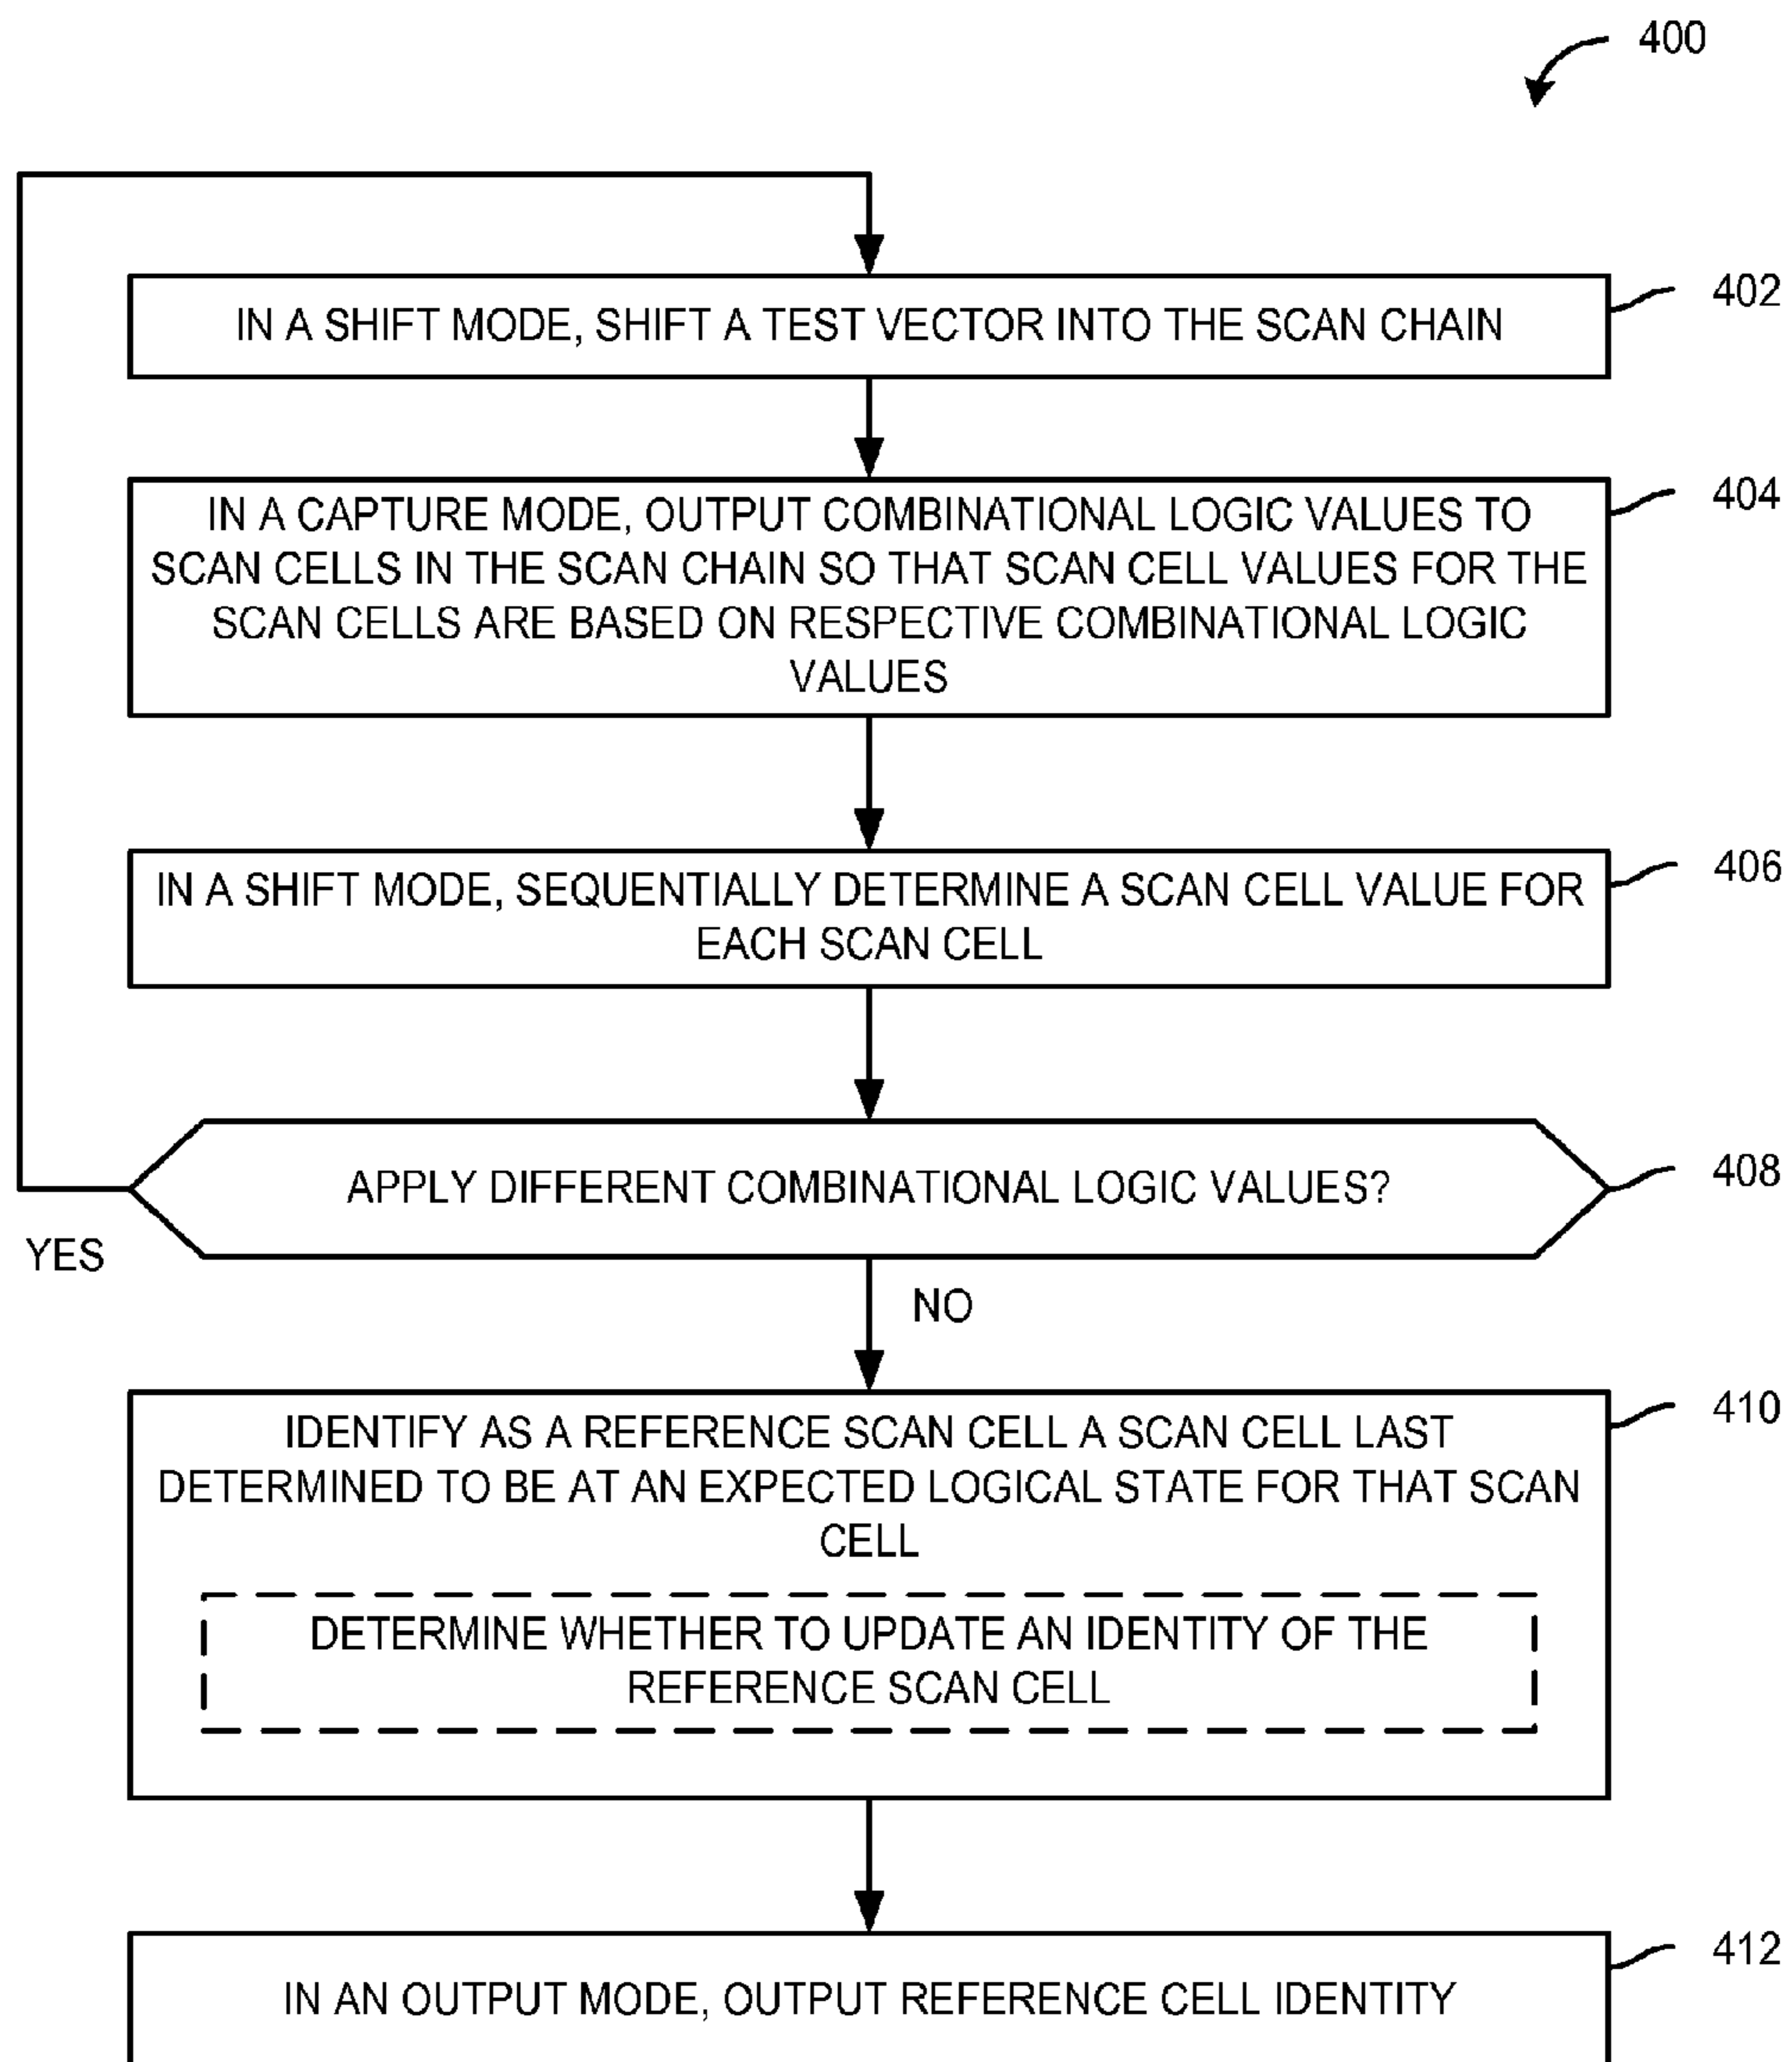 400
402
IN A SHIFT MODE, SHIFT A TEST VECTOR INTO THE SCAN CHAIN
404
IN A CAPTURE MODE, OUTPUT COMBINATIONAL LOGIC VALUES TO
SCAN CELLS IN THE SCAN CHAIN SO THAT SCAN CELL VALUES FOR THE
SCAN CELLS ARE BASED ON RESPECTIVE COMBINATIONAL LOGIC
VALUES
406
IN A SHIFT MODE, SEQUENTIALLY DETERMINE A SCAN CELL VALUE FOR
EACH SCAN CELL
408
APPLY DIFFERENT COMBINATIONAL LOGIC VALUES?
YES
NO
410
IDENTIFY AS A REFERENCE SCAN CELL A SCAN CELL LAST
DETERMINED TO BE AT AN EXPECTED LOGICAL STATE FOR THAT SCAN
CELL
DETERMINE WHETHER TO UPDATE AN IDENTITY OF THE
REFERENCE SCAN CELL
412
IN AN OUTPUT MODE, OUTPUT REFERENCE CELL IDENTITY